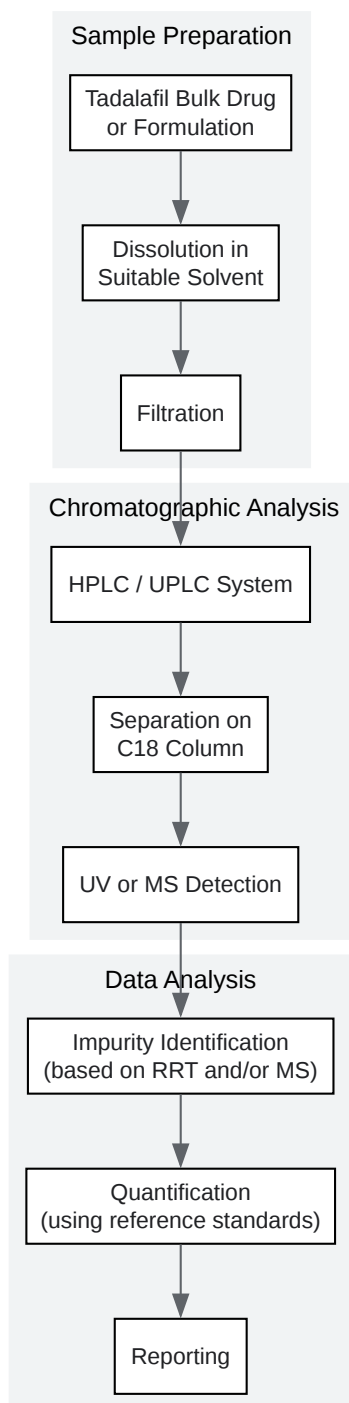 Sample Preparation
Tadalafil Bulk Drug
or Formulation
Dissolution in
Suitable Solvent
Filtration
Chromatographic Analysis
HPLC / UPLC System
Separation on
C18 Column
UV or MS Detection
Data Analysis
Impurity Identification
(based on RRT and/or MS)
Quantification
(using reference standards)
Reporting